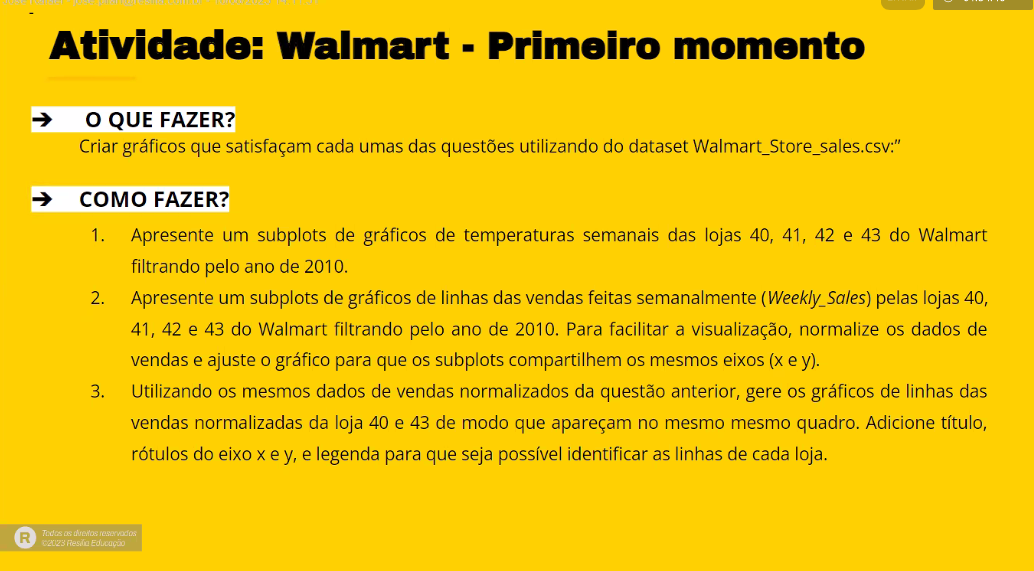 Atividade: Walmart - Primeiro momento
➔ O QUE FAZER?
Criar gráficos que satisfaçam cada umas das questões utilizando do dataset Walmart_Store_sales.csv:”
➔ COMO FAZER?
1. Apresente um subplots de gráficos de temperaturas semanais das lojas 40, 41, 42 e 43 do Walmart
filtrando pelo ano de 2010.
2. Apresente um subplots de gráficos de linhas das vendas feitas semanalmente (Weekly_Sales) pelas lojas 40,
41, 42 e 43 do Walmart filtrando pelo ano de 2010. Para facilitar a visualização, normalize os dados de
vendas e ajuste o gráfico para que os subplots compartilhem os mesmos eixos (x e y).
3. Utilizando os mesmos dados de vendas normalizados da questão anterior, gere os gráficos de linhas das
vendas normalizadas da loja 40 e 43 de modo que apareçam no mesmo mesmo quadro. Adicione título,
rótulos do eixo x e y, e legenda para que seja possível identificar as linhas de cada loja.
R
Todos os direitos reservados
©2023 Resilia Educação